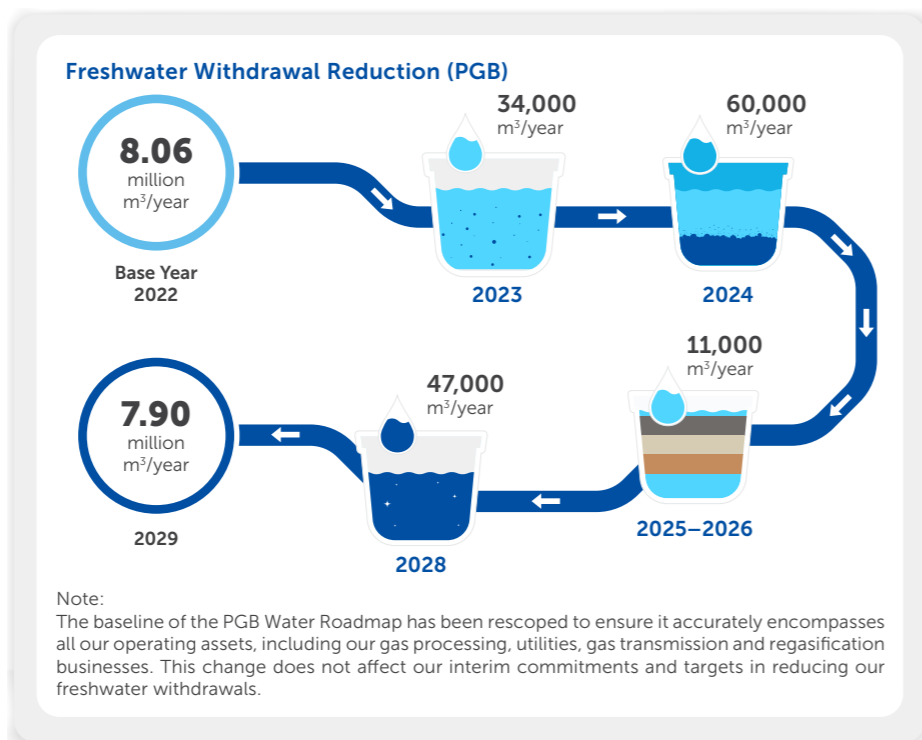 Freshwater Withdrawal Reduction (PGB)
8.06
million
m³/year
Base Year
2022
34,000
m³/year
2023
60,000
m³/year
2024
11,000
m³/year
2025–2026
47,000
m³/year
2028
7.90
million
m³/year
2029
Note:
The baseline of the PGB Water Roadmap has been rescoped to ensure it accurately encompasses
all our operating assets, including our gas processing, utilities, gas transmission and regasification
businesses. This change does not affect our interim commitments and targets in reducing our
freshwater withdrawals.